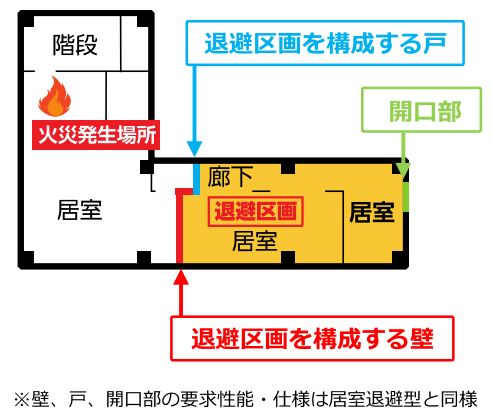 退避区画を構成する戸
階段
開口部
火災発生場所
廊下
居室
退避区画
居室
居室
退避区画を構成する壁
※壁、戸、開口部の要求性能・仕様は居室退避型と同様